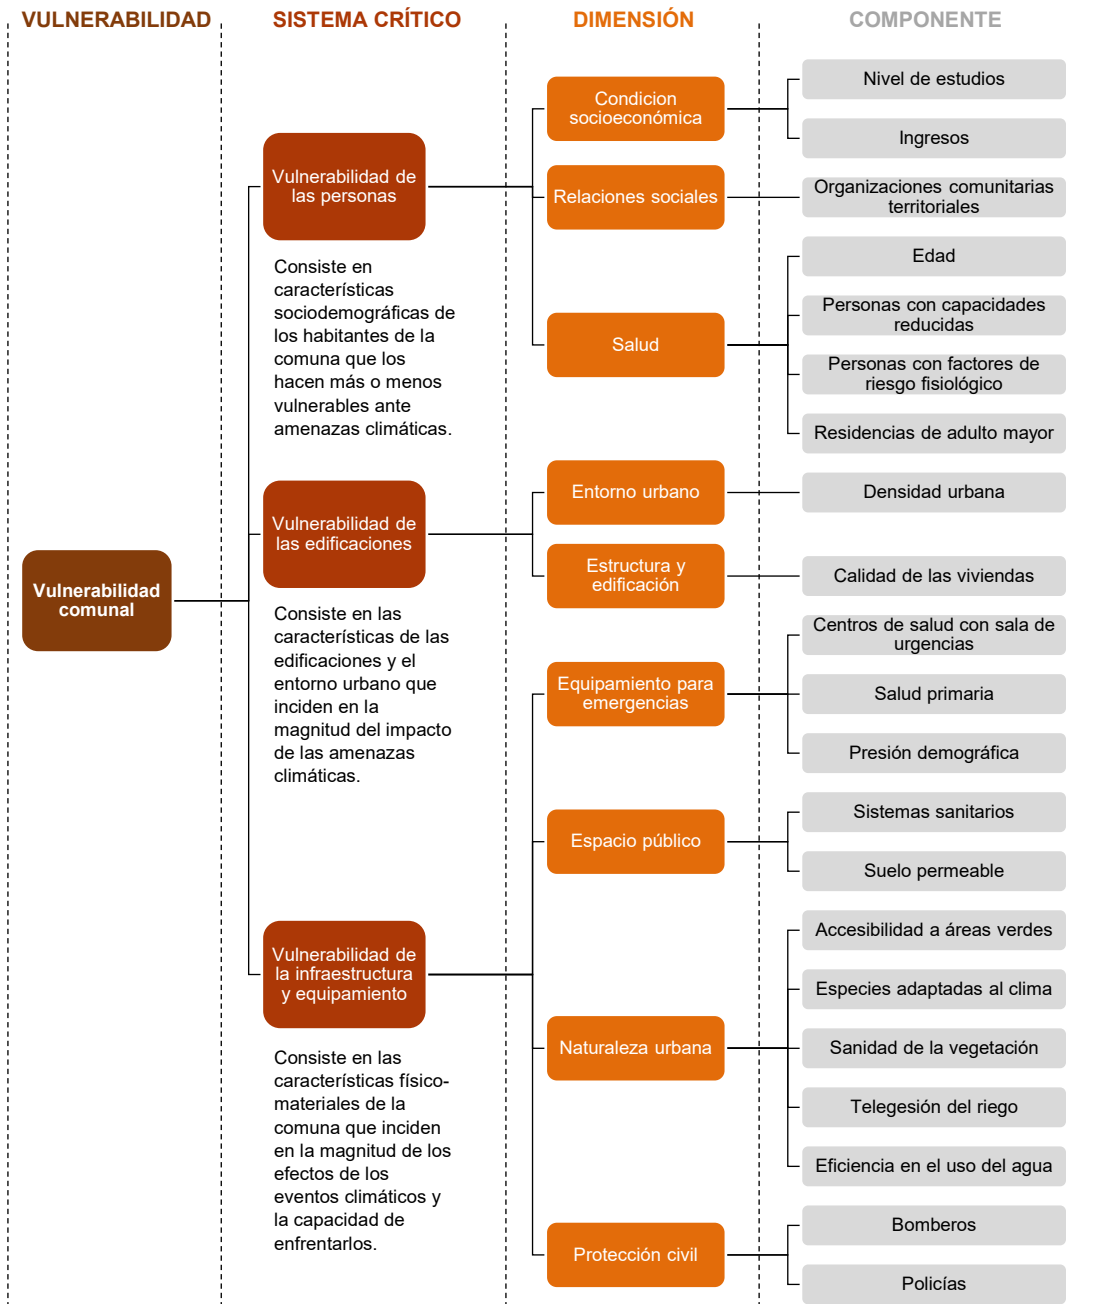 VULNERABILIDAD
SISTEMA CRÍTICO
DIMENSIÓN
COMPONENTE
Vulnerabilidad
comunal
Vulnerabilidad de
las personas
Consiste en
características
sociodemográficas de
los habitantes de la
comuna que los
hacen más o menos
vulnerables ante
amenazas climáticas.
Condicion
socioeconómica
Nivel de estudios
Ingresos
Relaciones sociales
Organizaciones comunitarias
territoriales
Salud
Edad
Personas con capacidades
reducidas
Personas con factores de
riesgo fisiológico
Residencias de adulto mayor
Vulnerabilidad de
las edificaciones
Consiste en las
características de las
edificaciones y el
entorno urbano que
inciden en la
magnitud del impacto
de las amenazas
climáticas.
Entorno urbano
Densidad urbana
Estructura y
edificación
Calidad de las viviendas
Vulnerabilidad de
la infraestructura
y equipamiento
Consiste en las
características físico-
materiales de la
comuna que inciden
en la magnitud de los
efectos de los
eventos climáticos y
la capacidad de
enfrentarlos.
Equipamiento para
emergencias
Centros de salud con sala de
urgencias
Salud primaria
Presión demográfica
Espacio público
Sistemas sanitarios
Suelo permeable
Naturaleza urbana
Accesibilidad a áreas verdes
Especies adaptadas al clima
Sanidad de la vegetación
Telegesión del riego
Eficiencia en el uso del agua
Protección civil
Bomberos
Policías